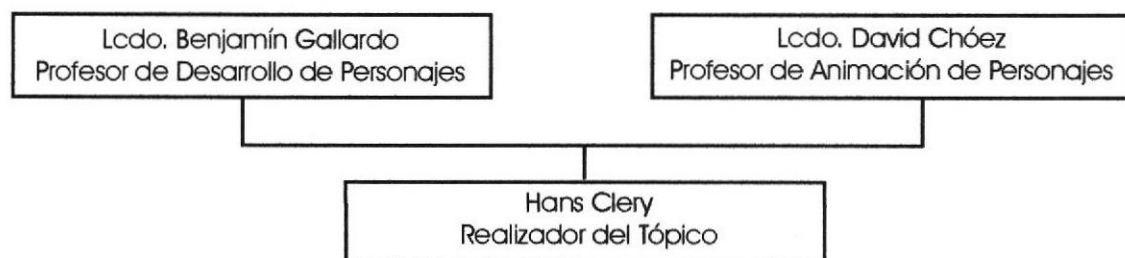 Lcdo. Benjamín Gallardo
Profesor de Desarrollo de Personajes
Lcdo. David Chóez
Profesor de Animación de Personajes
Hans Clery
Realizador del Tópico